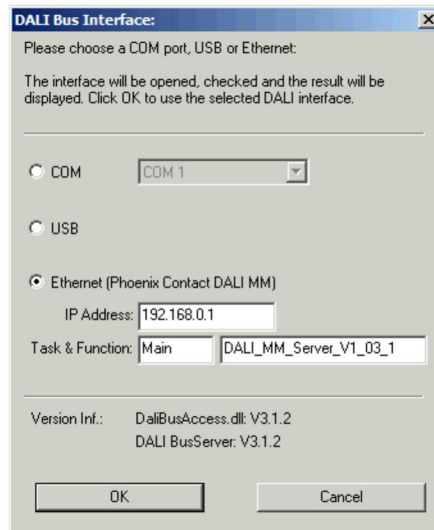 DALI Bus Interface:
Please choose a COM port, USB or Ethernet:
The interface will be opened, checked and the result will be
displayed. Click OK to use the selected DALI interface.
COM
COM 1
USB
Ethernet (Phoenix Contact DALI MM)
IP Address: 192.168.0.1
Task & Function: Main DALI_MM_Server_V1_03_1
Version Inf.: DaliBusAccess.dll: V3.1.2
DALI BusServer: V3.1.2
OK Cancel